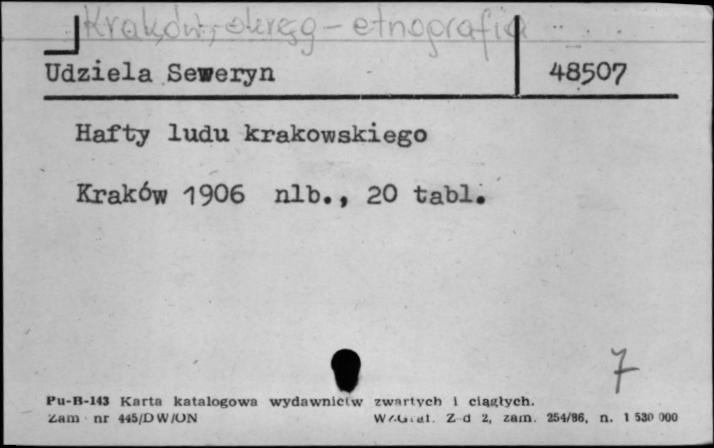 Kraków, okręg - etnografia
Udziela Seweryn 48507
Hafty ludu krakowskiego
Kraków 1906 nlb., 20 tabl.
7
Pu-B-143 Karta katalogowa wydawnictw zwartych i ciągłych.
Zam nr 445/DW/UN Z-d 2, zam. 254/86, n. 1 530 000